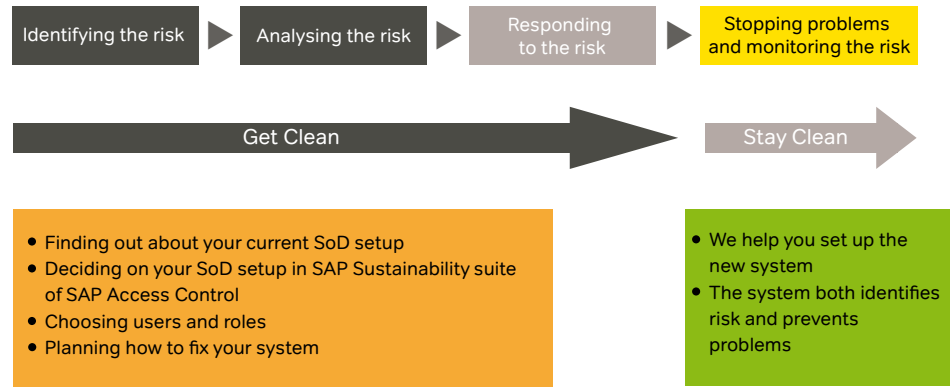 Identifying the risk
Analysing the risk
Responding
to the risk
Stopping problems
and monitoring the risk
Get Clean
Stay Clean
• Finding out about your current SoD setup
• Deciding on your SoD setup in SAP Sustainability suite
of SAP Access Control
• Choosing users and roles
• Planning how to fix your system
• We help you set up the
new system
• The system both identifies
risk and prevents
problems